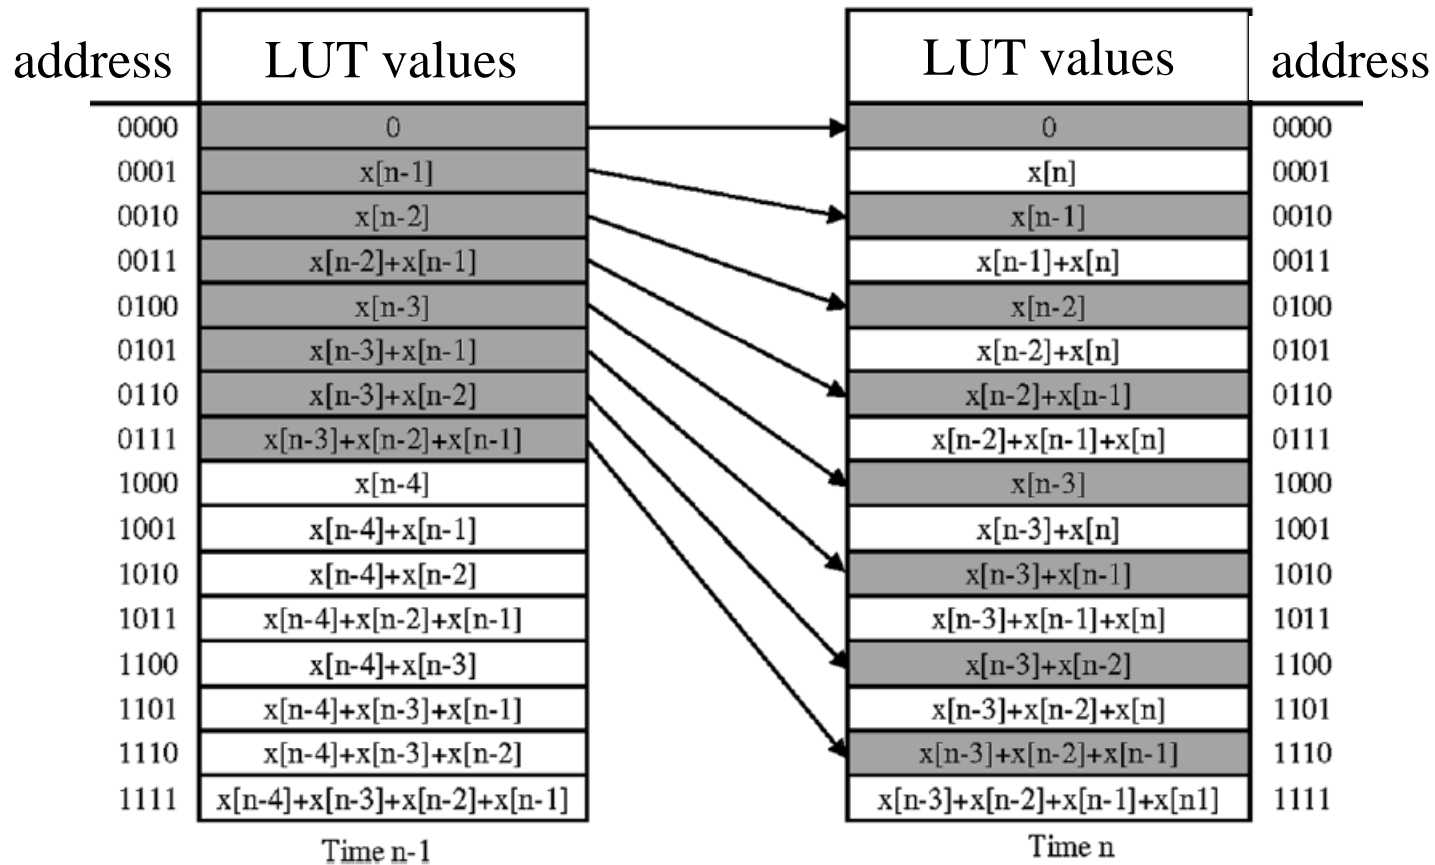 address LUT values LUT values address
0000 0 0 0000
0001 x[n-1] x[n] 0001
0010 x[n-2] x[n-1] 0010
0011 x[n-2]+x[n-1] x[n-1]+x[n] 0011
0100 x[n-3] x[n-2] 0100
0101 x[n-3]+x[n-1] x[n-2]+x[n] 0101
0110 x[n-3]+x[n-2] x[n-2]+x[n-1] 0110
0111 x[n-3]+x[n-2]+x[n-1] x[n-2]+x[n-1]+x[n] 0111
1000 x[n-4] x[n-3] 1000
1001 x[n-4]+x[n-1] x[n-3]+x[n] 1001
1010 x[n-4]+x[n-2] x[n-3]+x[n-1] 1010
1011 x[n-4]+x[n-2]+x[n-1] x[n-3]+x[n-1]+x[n] 1011
1100 x[n-4]+x[n-3] x[n-3]+x[n-2] 1100
1101 x[n-4]+x[n-3]+x[n-1] x[n-3]+x[n-2]+x[n] 1101
1110 x[n-4]+x[n-3]+x[n-2] x[n-3]+x[n-2]+x[n-1] 1110
1111 x[n-4]+x[n-3]+x[n-2]+x[n-1] x[n-3]+x[n-2]+x[n-1]+x[n1] 1111
Time n-1 Time n